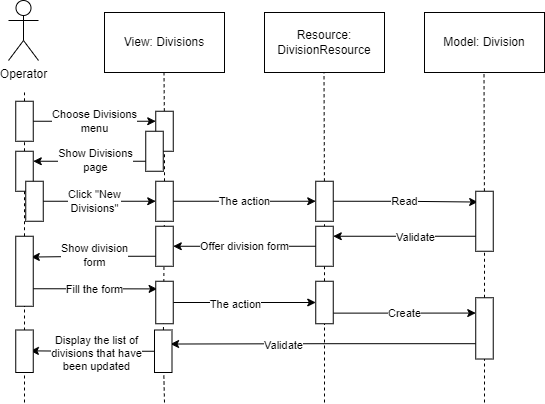 View: Divisions
Resource:
DivisionResource
Model: Division
Operator
Choose Divisions
menu
Show Divisions
page
Click "New
Divisions"
The action
Read
Validate
Offer division form
Show division
form
Fill the form
The action
Create
Display the list of
divisions that have
been updated
Validate